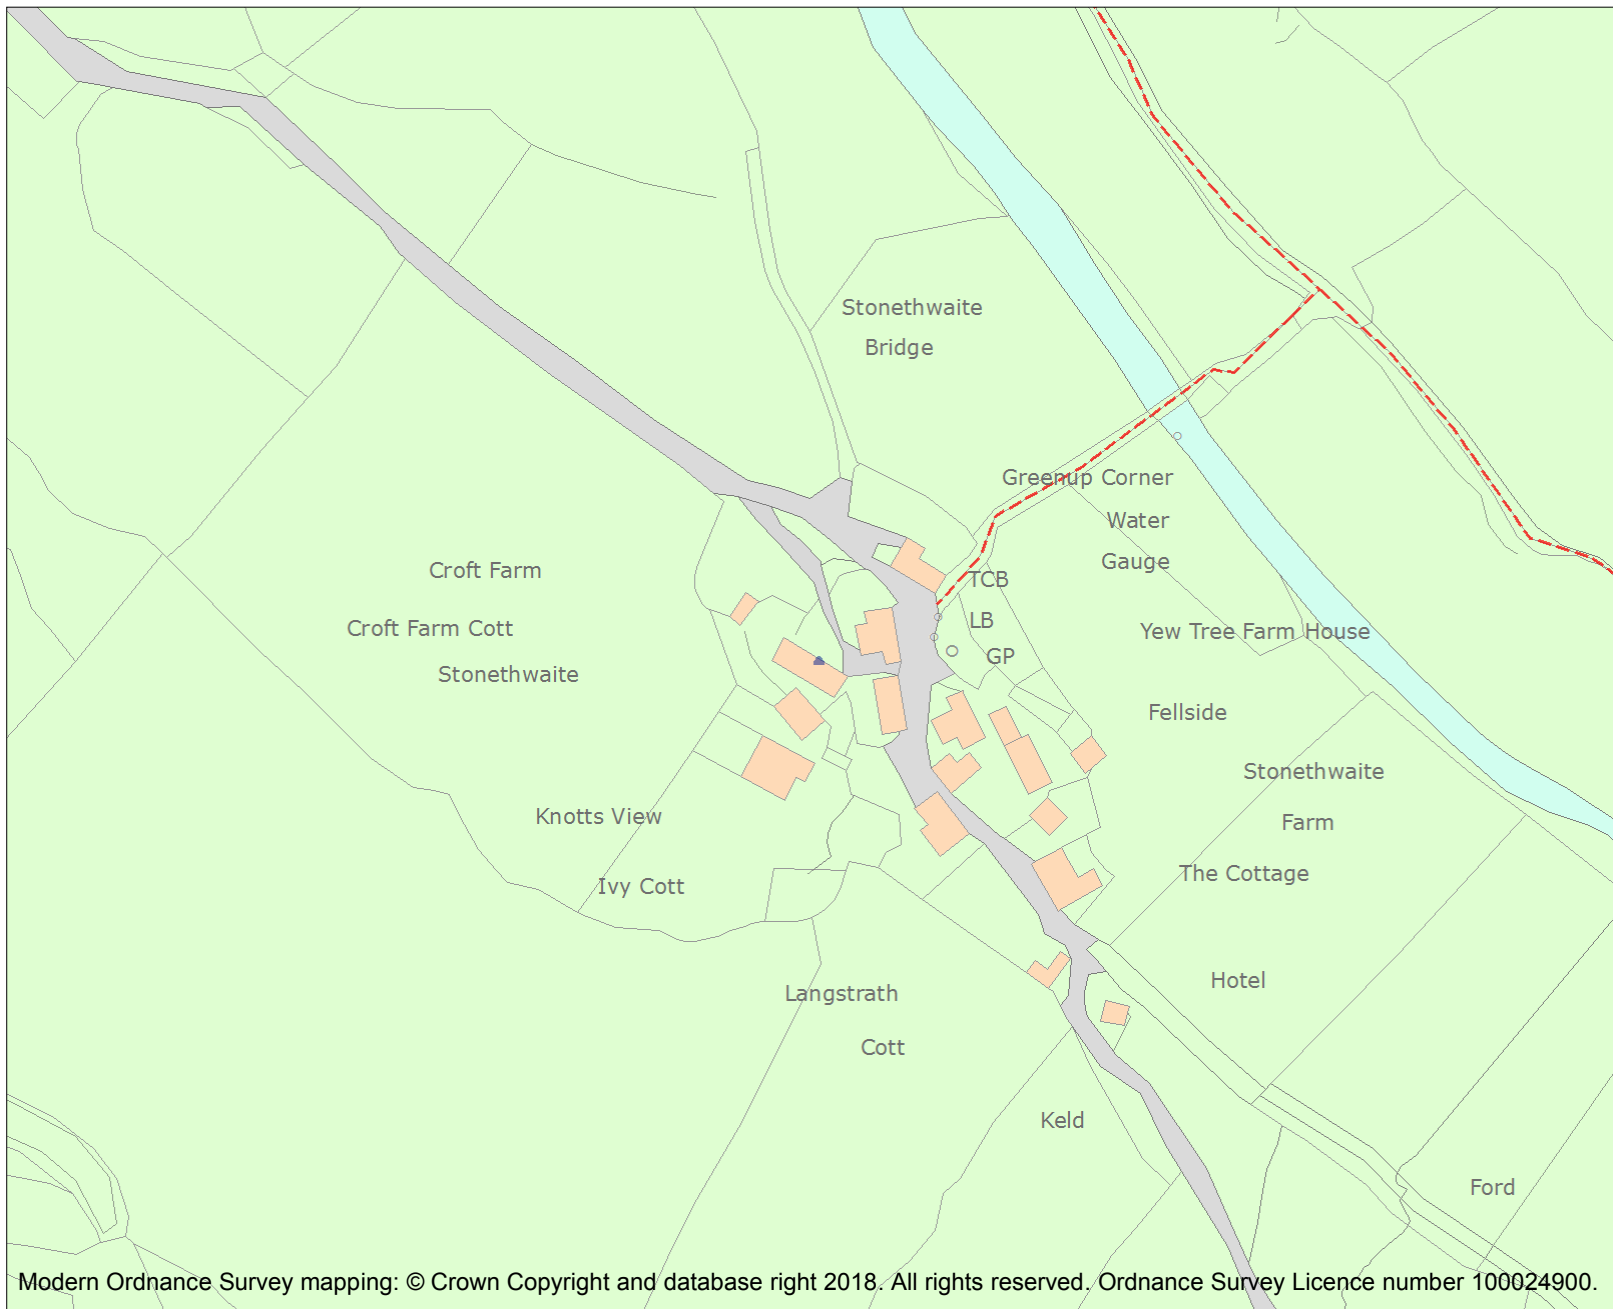 Stonethwaite
Bridge
Greenup Corner
Water
Gauge
Croft Farm
TCB
Croft Farm Cott
LB
Yew Tree Farm House
GP
Stonethwaite
Fellside
Stonethwaite
Farm
Knotts View
The Cottage
Ivy Cott
Hotel
Langstrath
Cott
Keld
Ford
Modern Ordnance Survey mapping: © Crown Copyright and database right 2018. All rights reserved. Ordnance Survey Licence number 100024900.